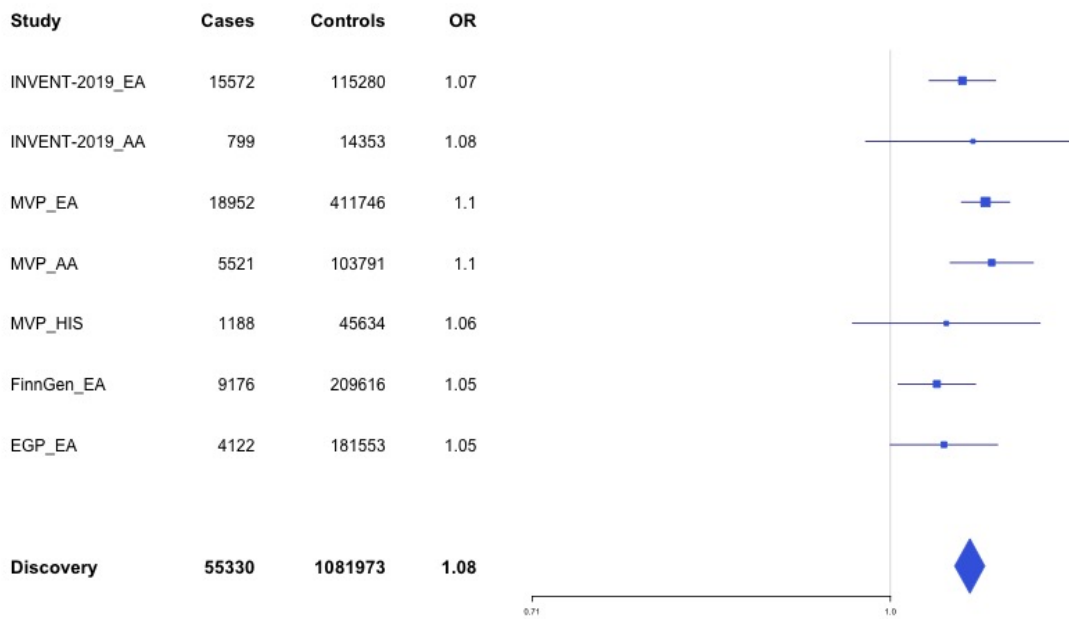 Study Cases Controls OR
INVENT-2019_EA 15572 115280 1.07
INVENT-2019_AA 799 14353 1.08
MVP_EA 18952 411746 1.1
MVP_AA 5521 103791 1.1
MVP_HIS 1188 45634 1.06
FinnGen_EA 9176 209616 1.05
EGP_EA 4122 181553 1.05
Discovery 55330 1081973 1.08
0.71 1.0